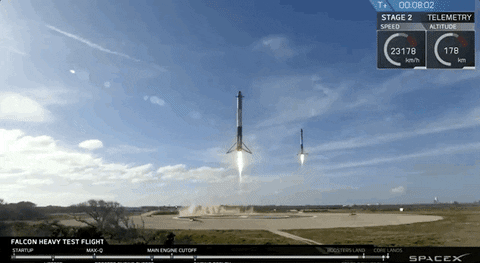 T+ 00:08:02
STAGE 2 TELEMETRY
SPEED ALTITUDE
23178 178
km/h km
FALCON HEAVY TEST FLIGHT
STARTUP MAX-Q MAIN ENGINE CUTOFF BOOSTERS LAND CORE LANDS
SPACEX